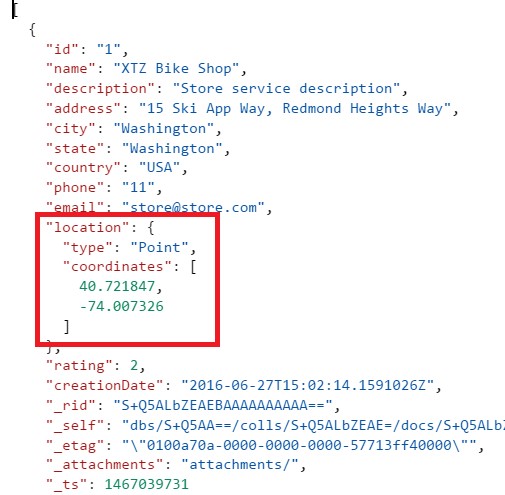 [
{
"id": "1",
"name": "XTZ Bike Shop",
"description": "Store service description",
"address": "15 Ski App Way, Redmond Heights Way",
"city": "Washington",
"state": "Washington",
"country": "USA",
"phone": "11",
"email": "store@store.com",
"location": {
"type": "Point",
"coordinates": [
40.721847,
-74.007326
]
},
"rating": 2,
"creationDate": "2016-06-27T15:02:14.1591026Z",
"_rid": "S+Q5ALbZEAEBAAAAAAAAAA==",
"_self": "dbs/S+Q5AA==/colls/S+Q5ALbZEAE=/docs/S+Q5ALbZ
"_etag": "\"0100a70a-0000-0000-0000-57713ff40000\"",
"_attachments": "attachments/",
"_ts": 1467039731